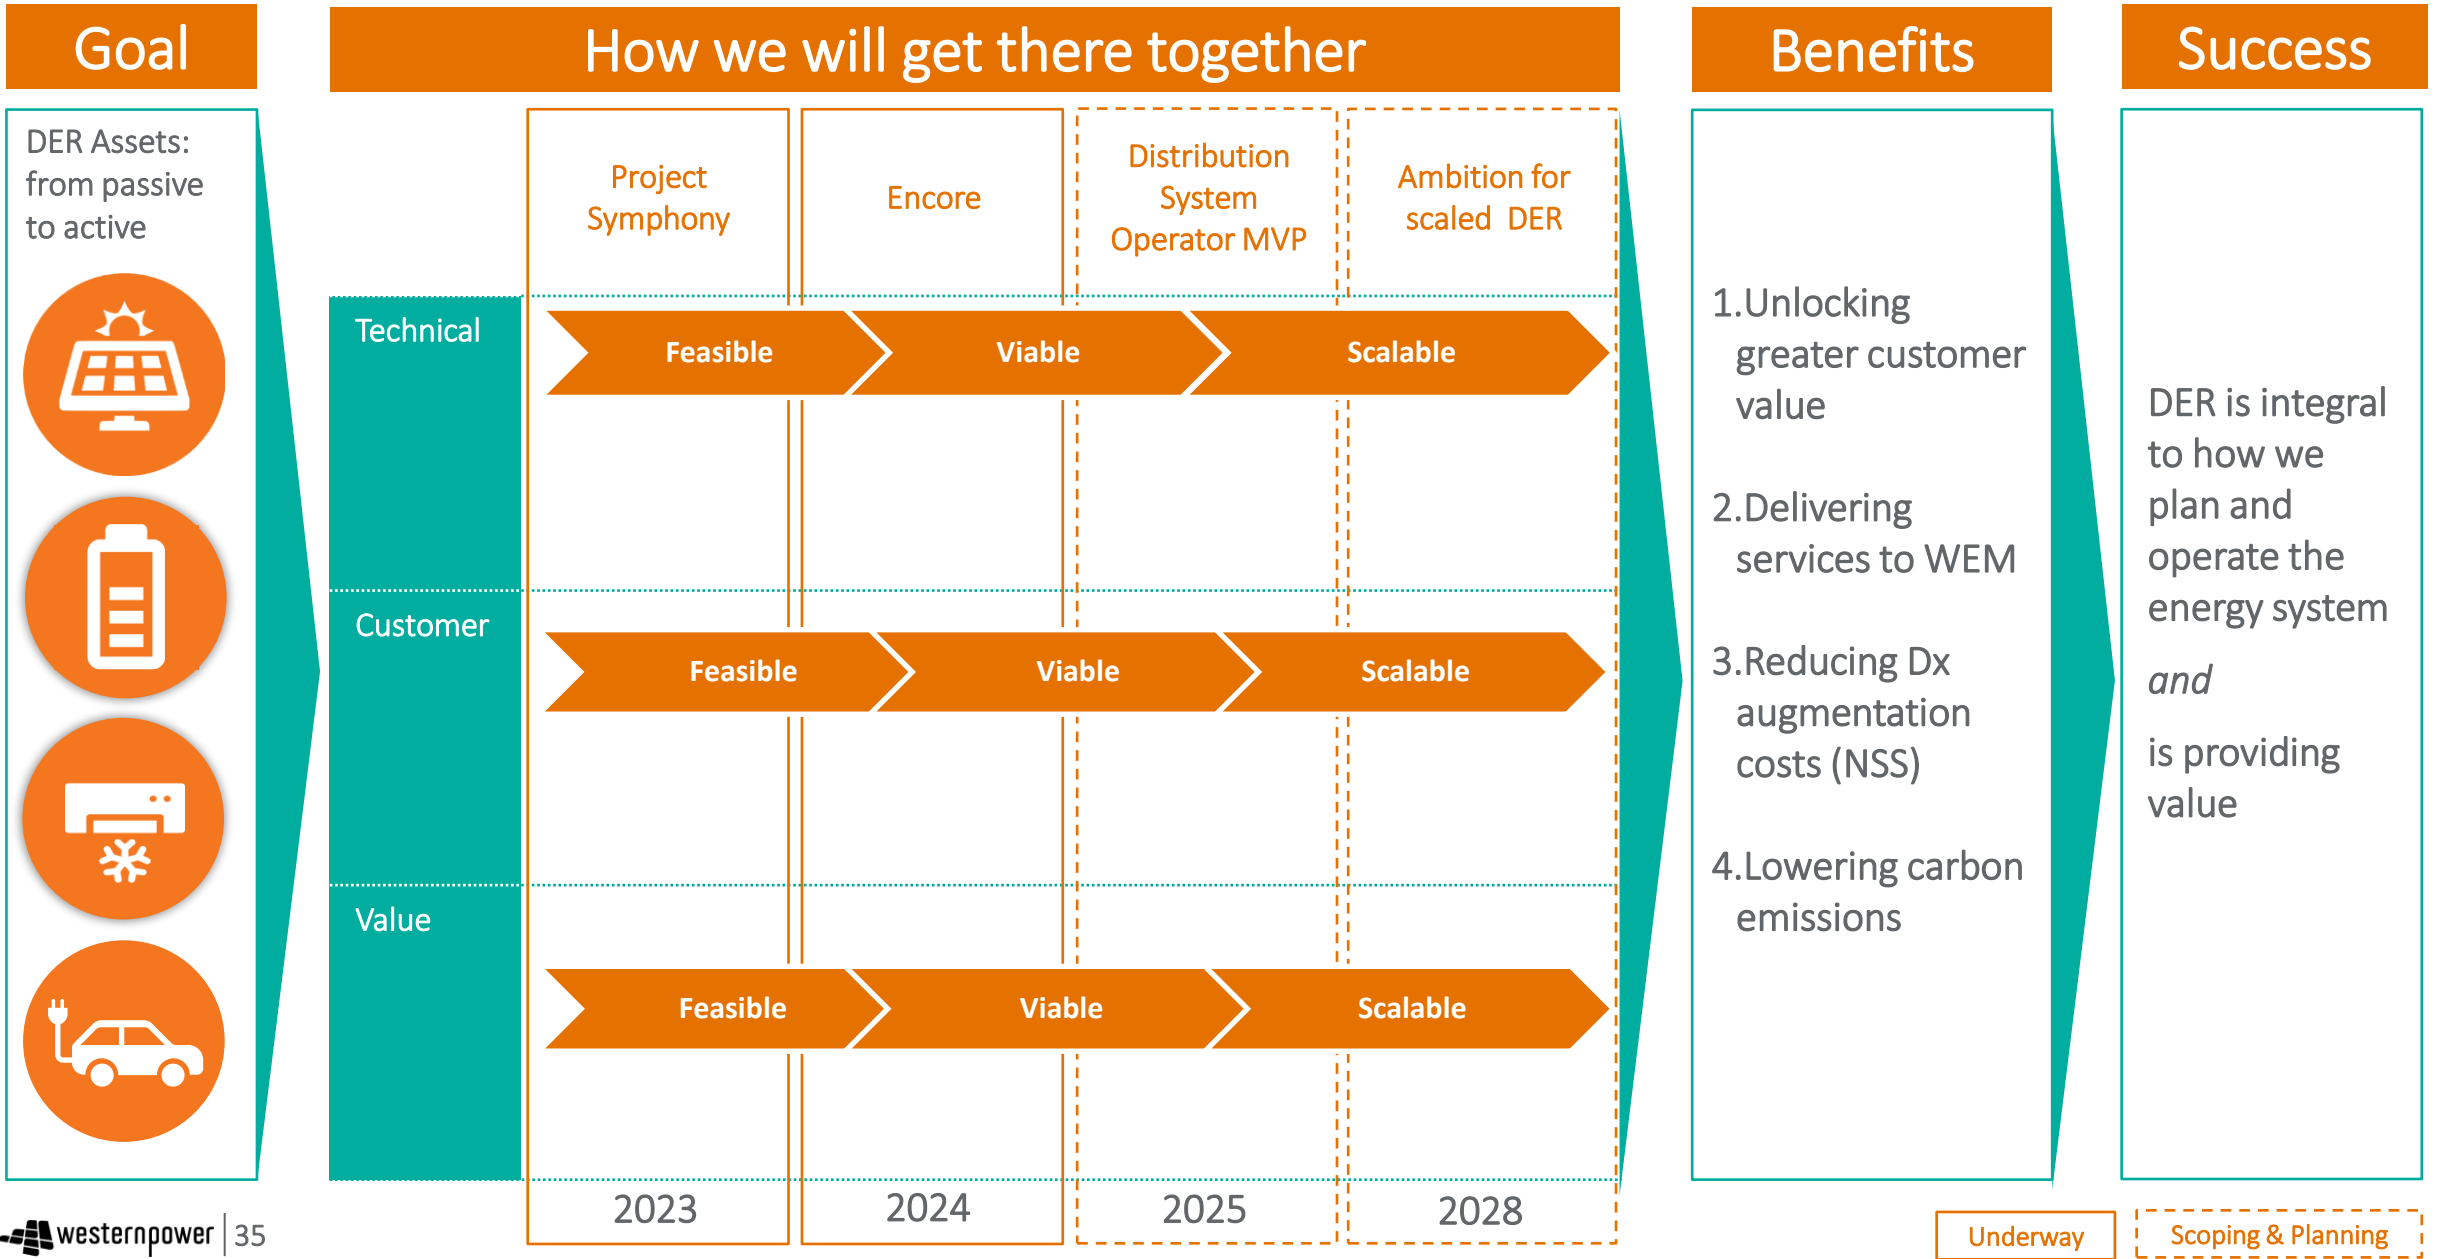 Goal
How we will get there together
Benefits
Success
DER Assets:
from passive
to active
Project
Symphony
Encore
Distribution
System
Operator MVP
Ambition for
scaled DER
Technical
Feasible
Viable
Scalable
Customer
Feasible
Viable
Scalable
Value
Feasible
Viable
Scalable
2023
2024
2025
2028
1.Unlocking
greater customer
value
2.Delivering
services to WEM
3.Reducing Dx
augmentation
costs (NSS)
4.Lowering carbon
emissions
DER is integral
to how we
plan and
operate the
energy system
and
is providing
value
westernpower
35
Underway
Scoping & Planning